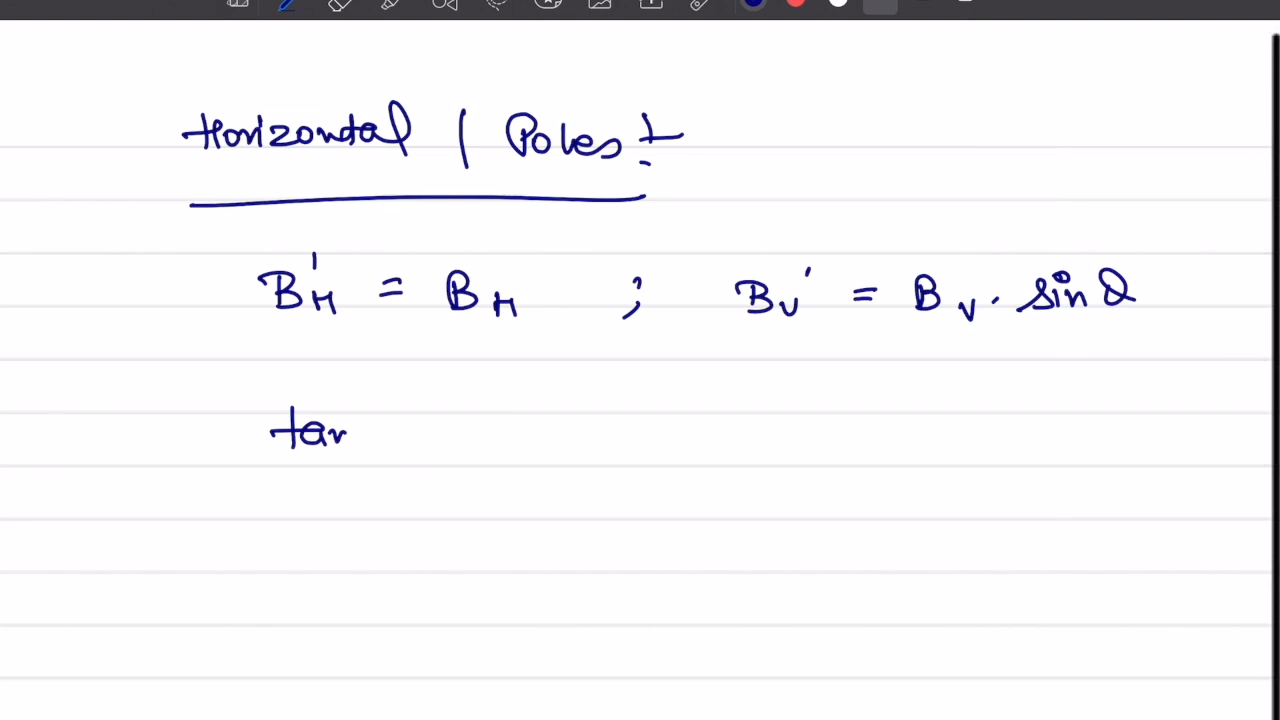 Horizontal | Poles :-
B'H = BH ; BV' = BV . sin α
tan